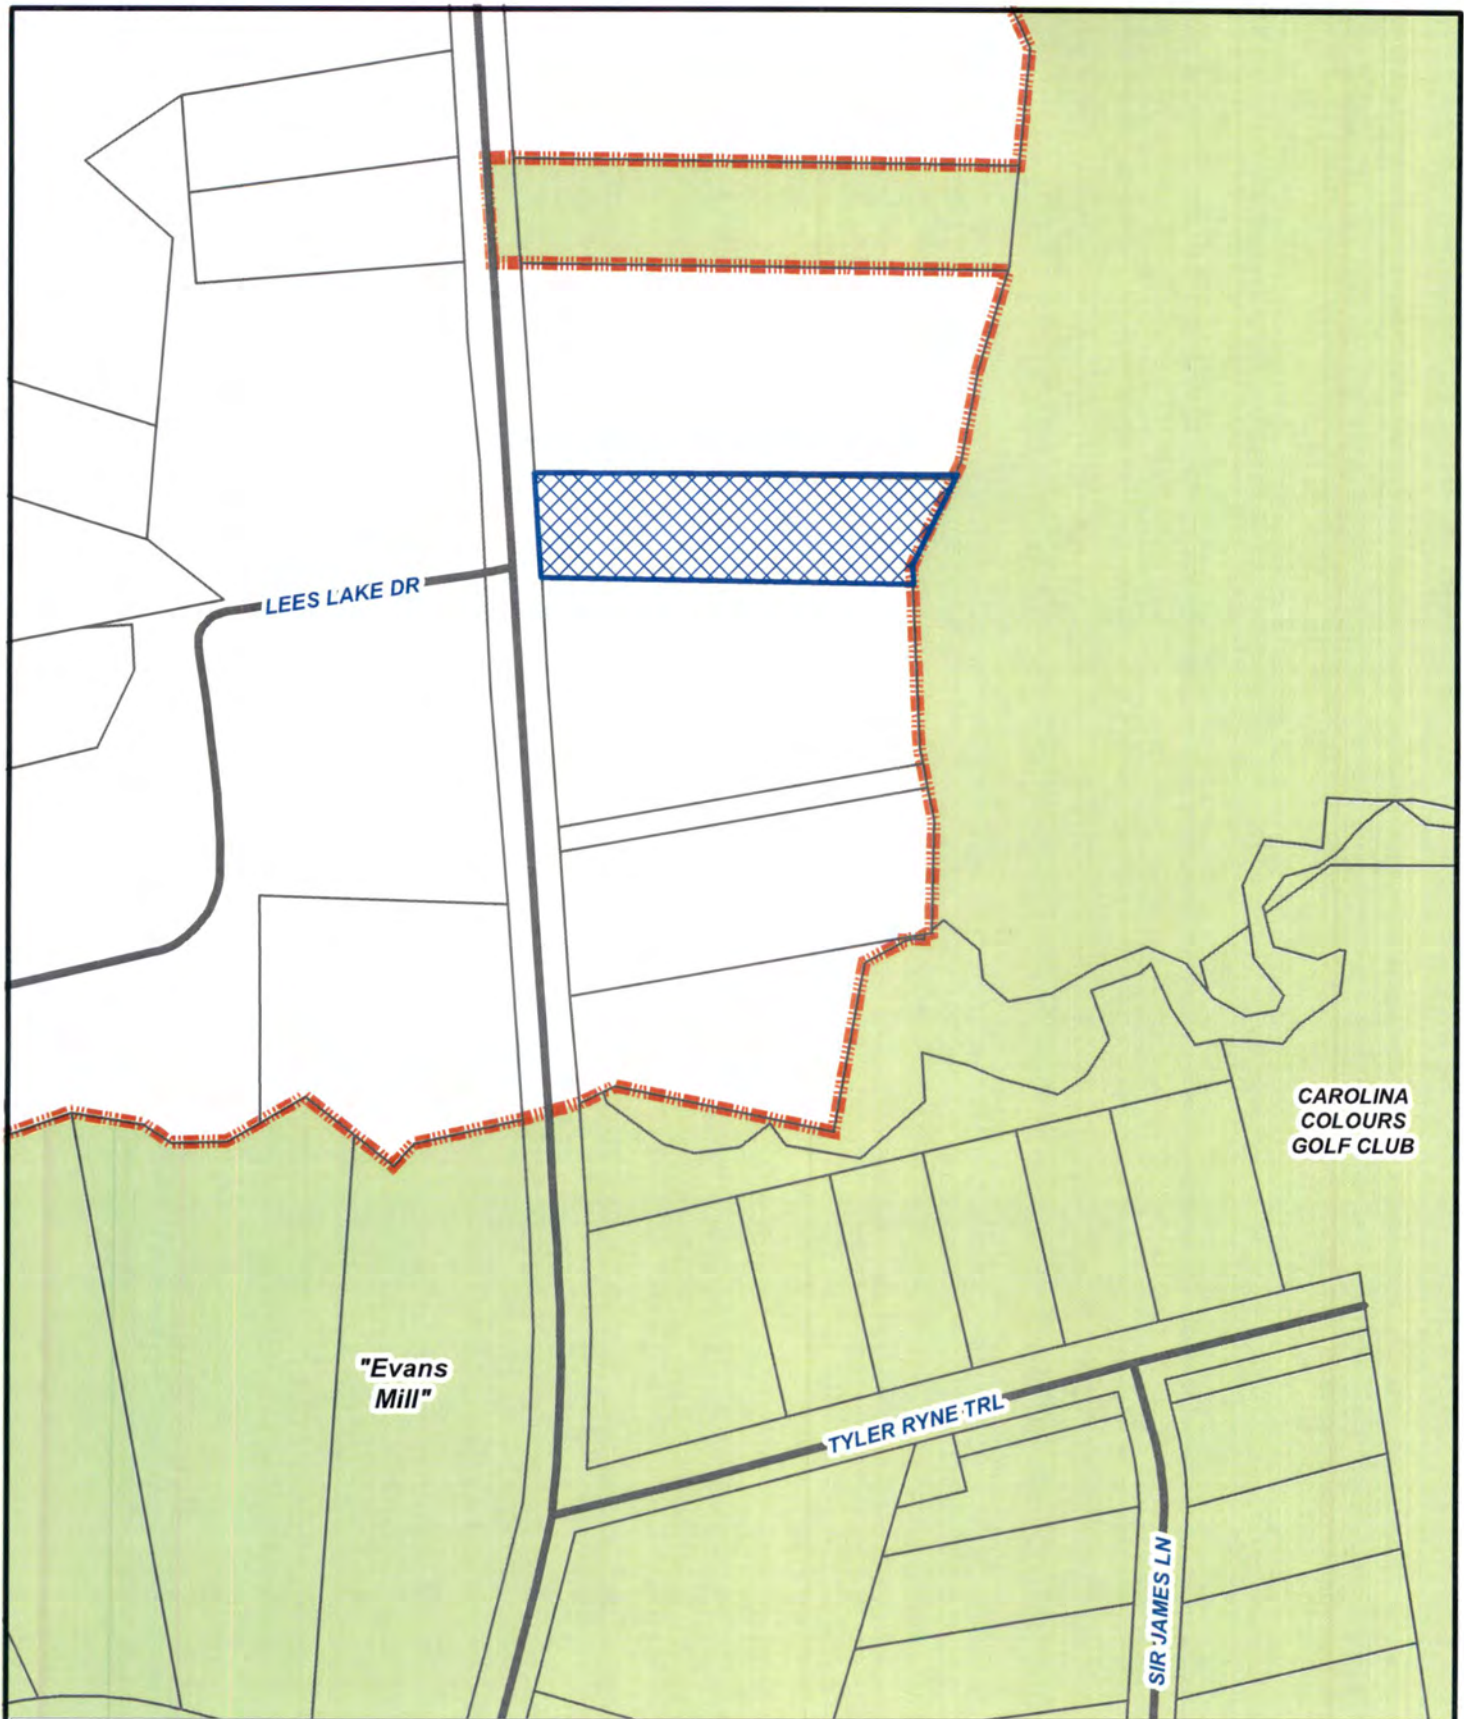 LEES LAKE DR
CAROLINA
COLOURS
GOLF CLUB
"Evans
Mill"
TYLER RYNE TRL
SIR JAMES LN